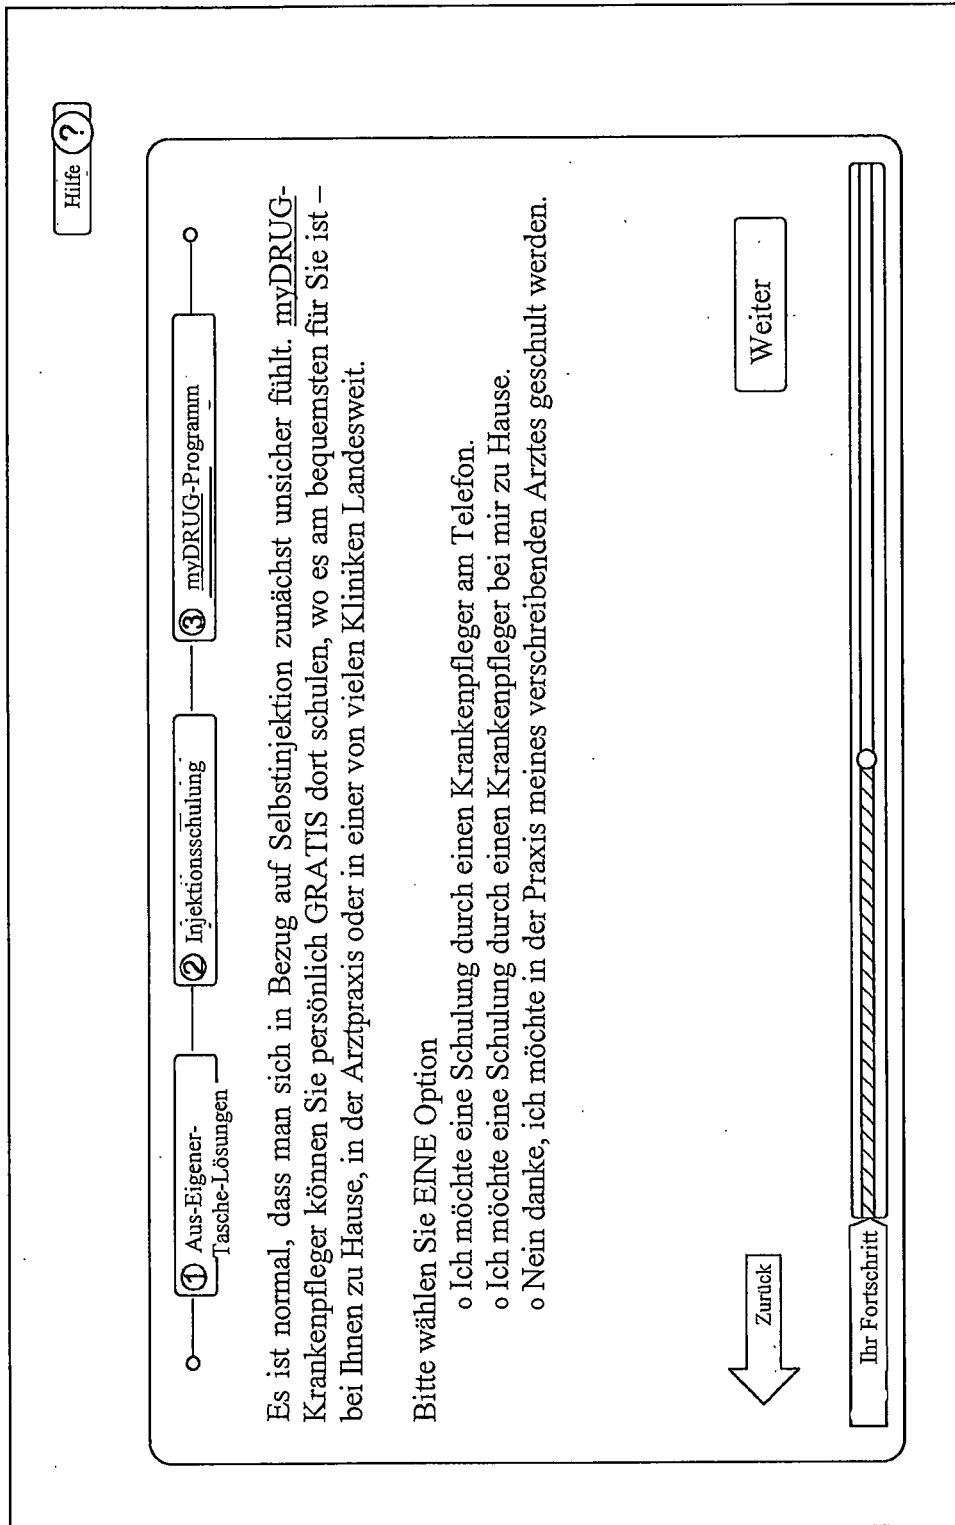 Hilfe ?
① Aus-Eigener-
Tasche-Lösungen
② Injektionsschulung
③ myDRUG-Programm
Es ist normal, dass man sich in Bezug auf Selbstinjektion zunächst unsicher fühlt. myDRUG-
Krankenpfleger können Sie persönlich GRATIS dort schulen, wo es am bequemsten für Sie ist –
bei Ihnen zu Hause, in der Arztpraxis oder in einer von vielen Kliniken Landesweit.
Bitte wählen Sie EINE Option
o Ich möchte eine Schulung durch einen Krankenpfleger am Telefon.
o Ich möchte eine Schulung durch einen Krankenpfleger bei mir zu Hause.
o Nein danke, ich möchte in der Praxis meines verschreibenden Arztes geschult werden.
Zurück
Weiter
Ihr Fortschritt